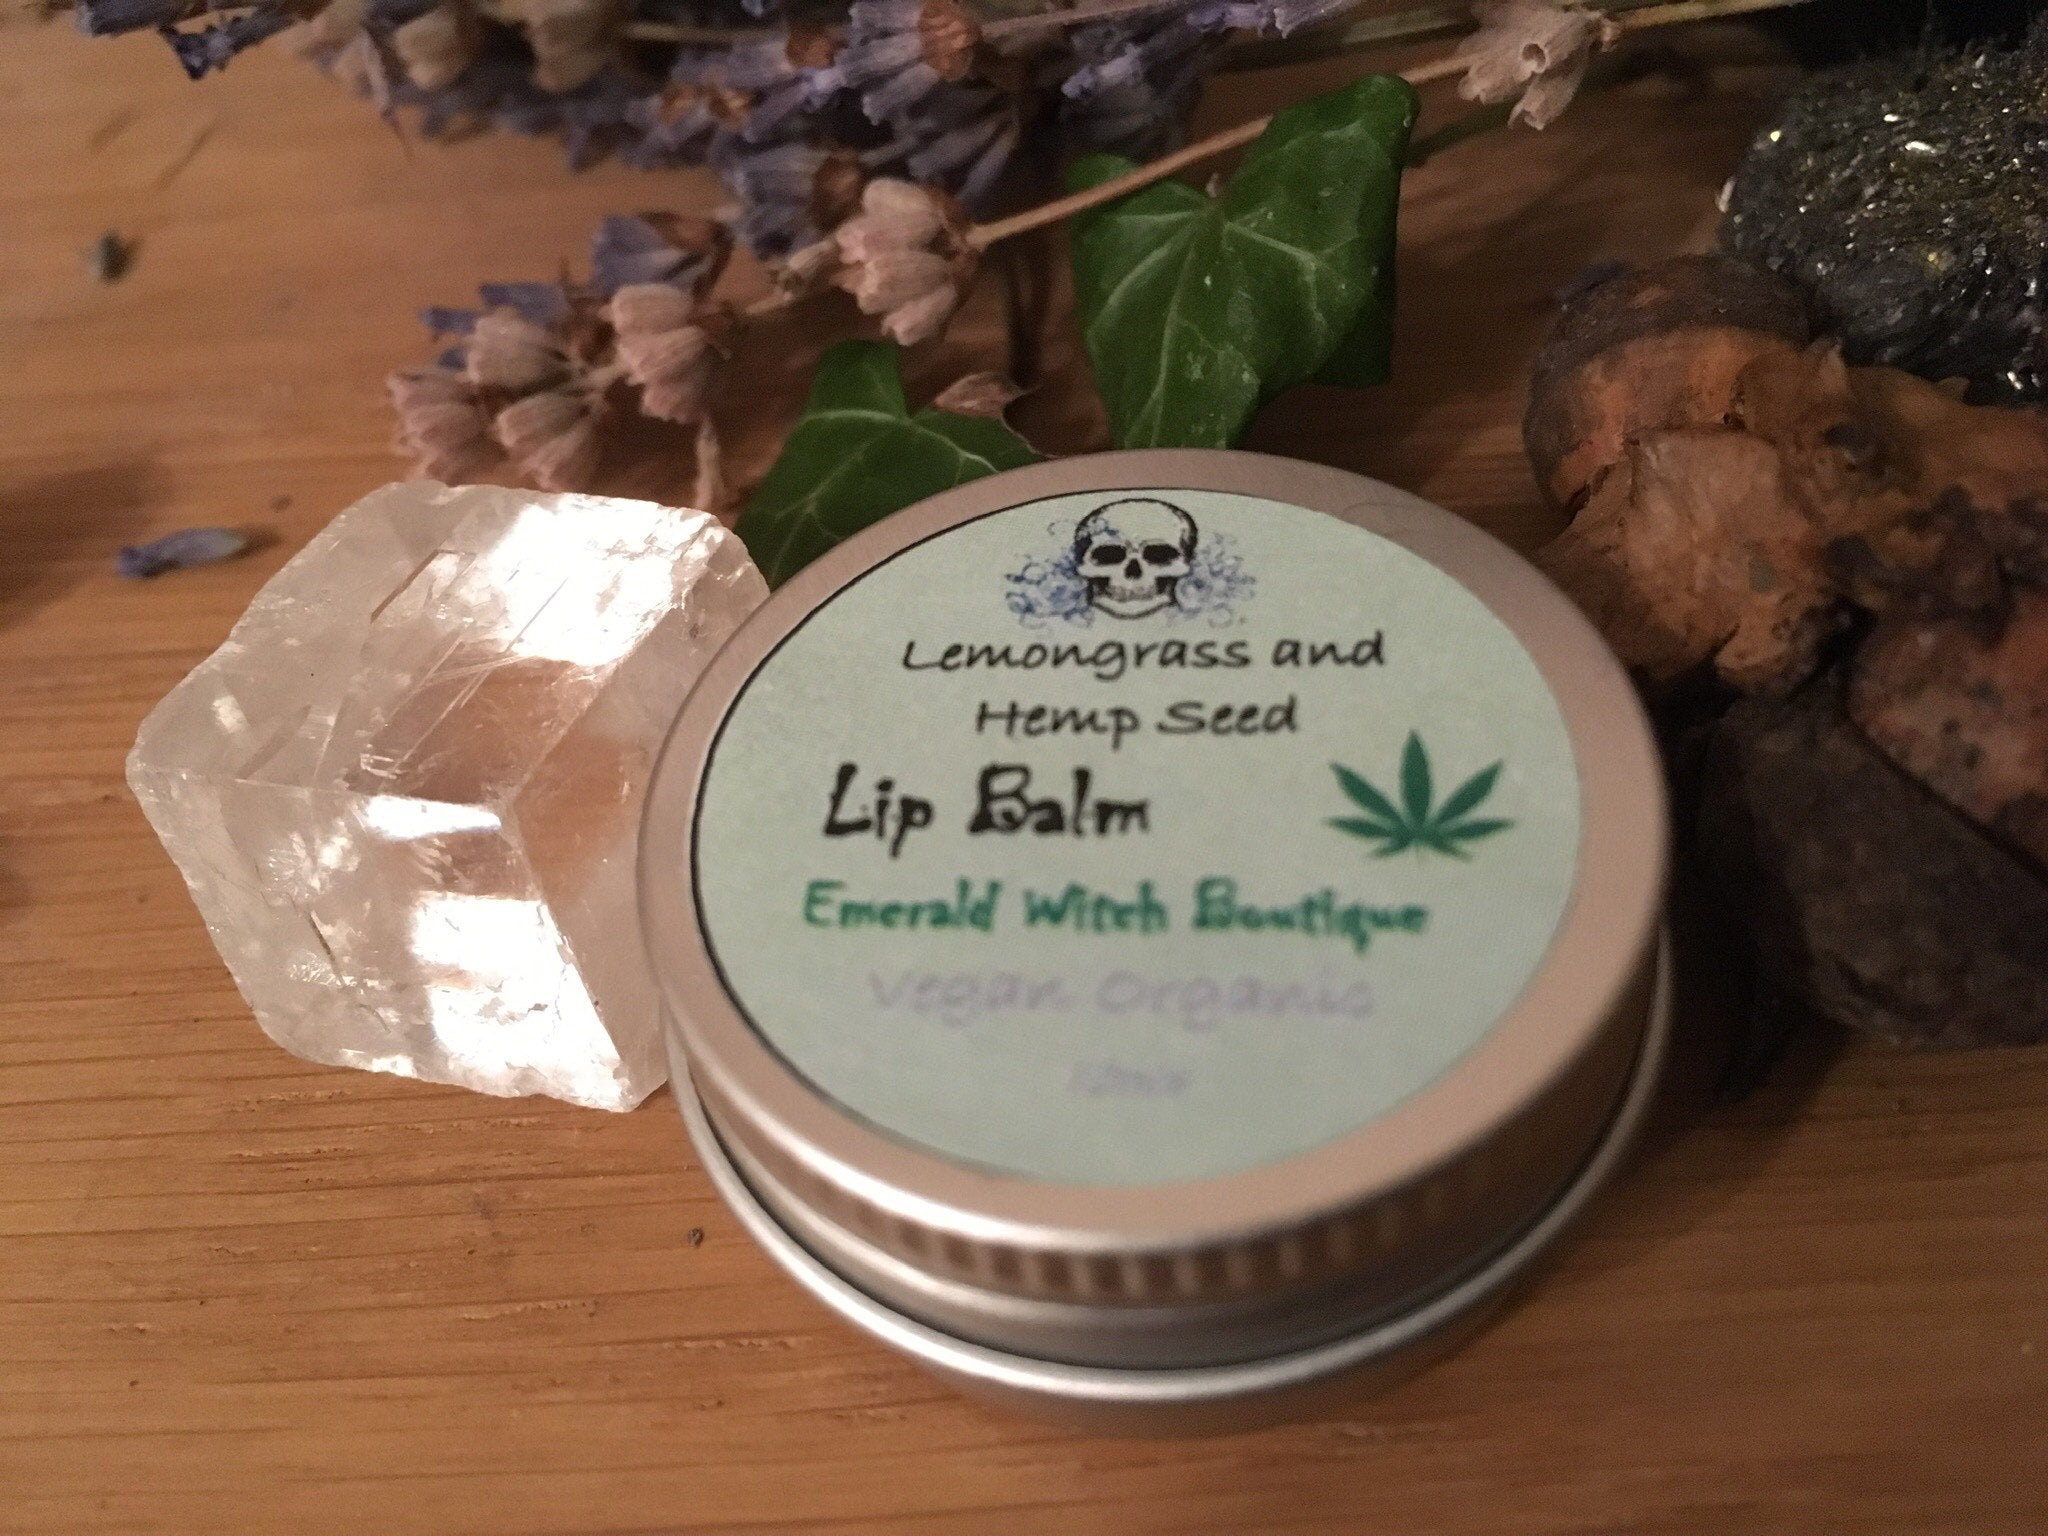 Lemongrass and
Hemp Seed
Lip Balm
Emerald Witch Boutique
Vegan Organic